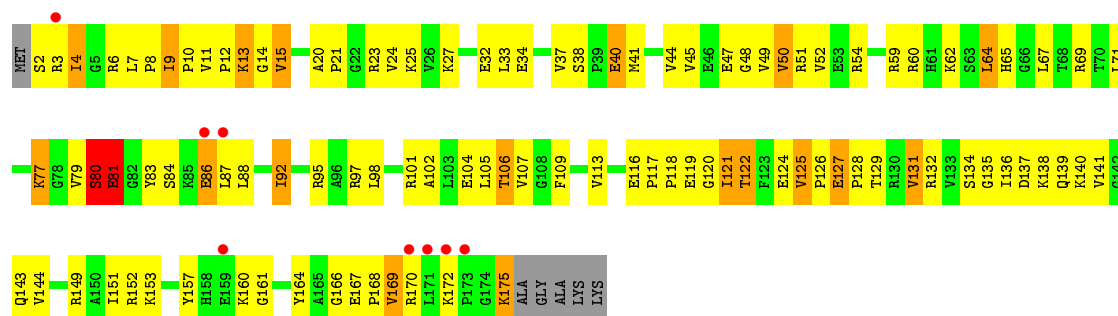 MET S2 R3 I4 G5 R6 L7 P8 I9 P10 V11 P12 K13 G14 V15 A20 P21 G22 R23 V24 K25 V26 K27 E32 L33 E34 V37 S38 P39 E40 M41 V44 V45 E46 E47 G48 V49 V50 R51 V52 E53 R54 R59 R60 H61 K62 S63 L64 H65 G66 L67 T68 R69 T70 L71
K77 G78 V79 S80 E81 G82 Y83 S84 K85 E86 L87 L88 I92 R95 A96 R97 L98 R101 A102 L103 E104 L105 T106 V107 G108 F109 V113 E116 P117 P118 E119 G120 I121 T122 F123 E124 V125 P126 E127 P128 T129 R130 V131 R132 V133 S134 G135 I136 D137 K138 Q139 K140 V141 G142
Q143 V144 R149 A150 I151 R152 K153 Y157 H158 E159 K160 G161 Y164 A165 G166 E167 P168 V169 R170 L171 K172 P173 G174 K175 ALA GLY ALA LYS LYS